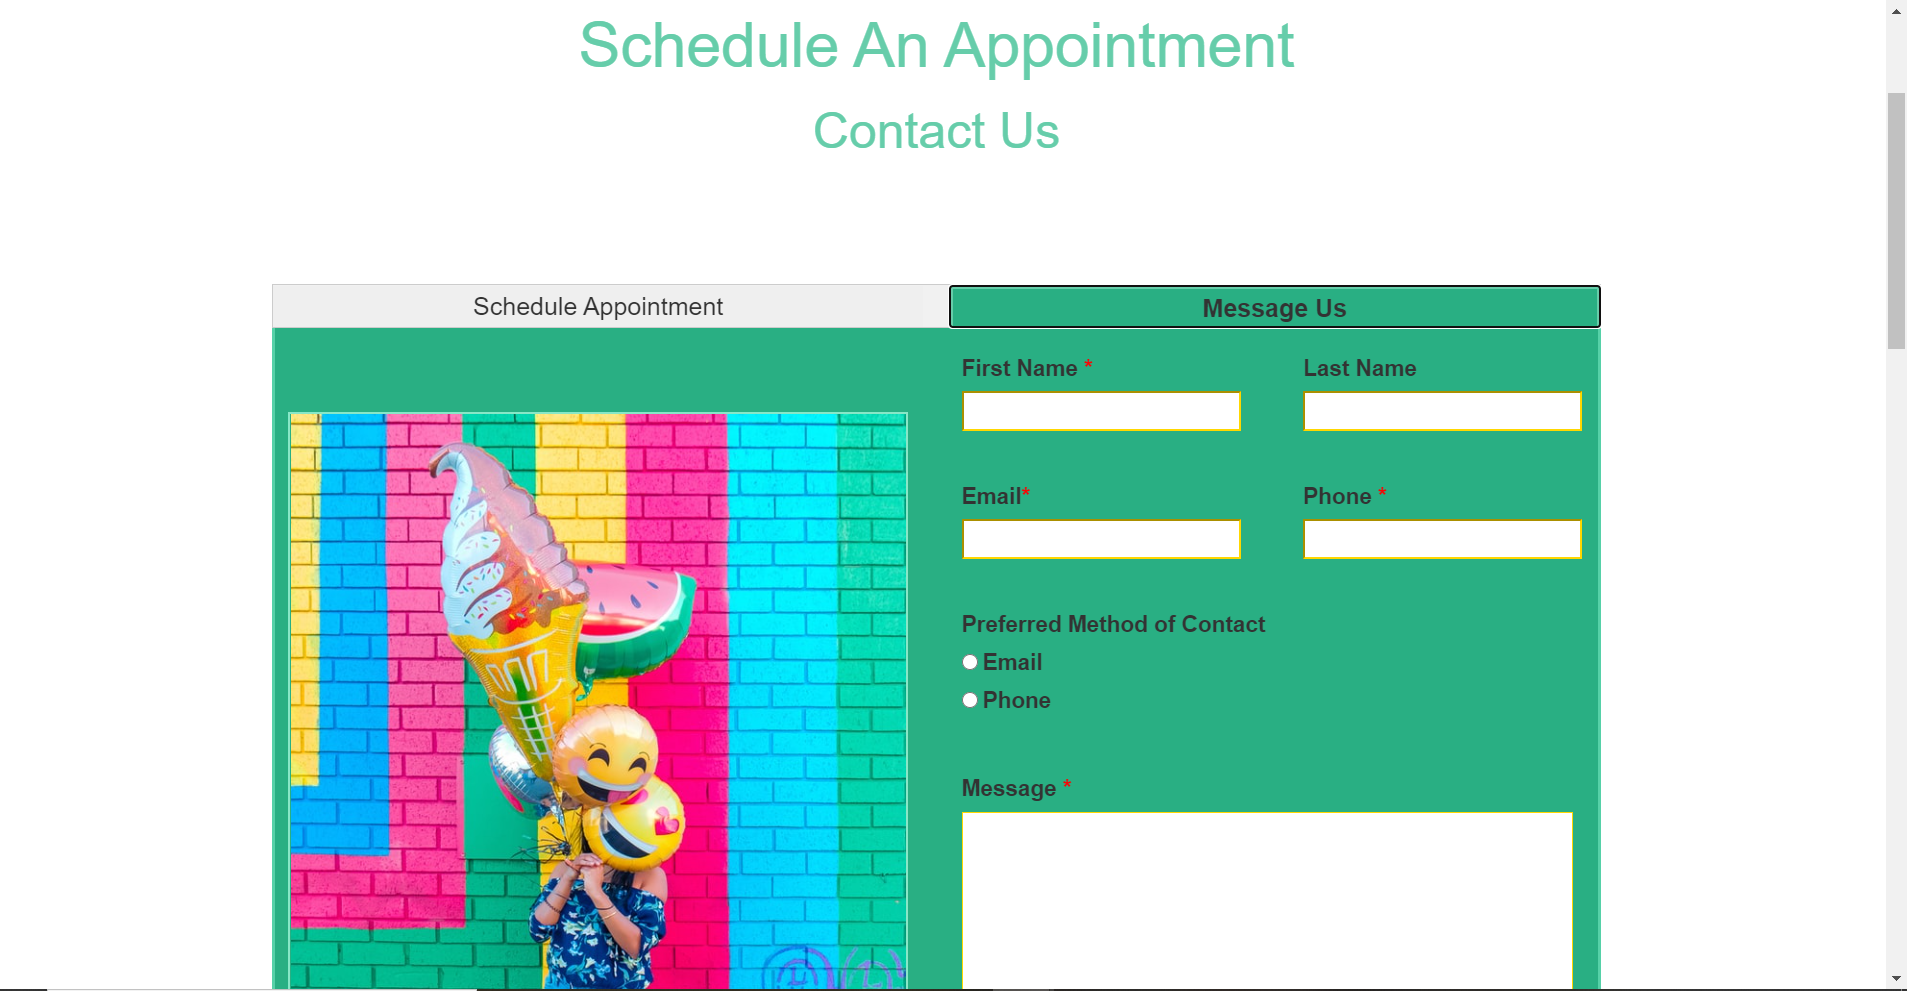 Schedule An Appointment
Contact Us
Schedule Appointment
Message Us
First Name *
Last Name
Email*
Phone *
Preferred Method of Contact
Email
Phone
Message *